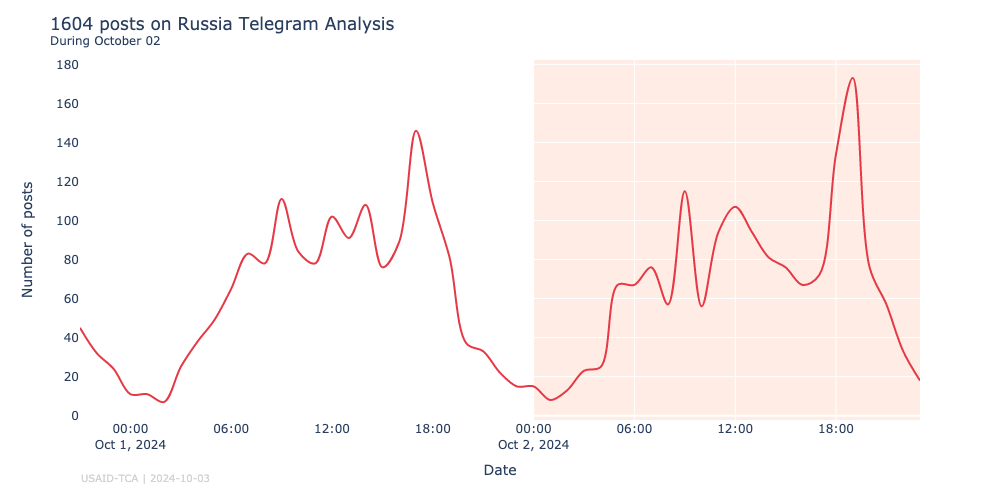 1604 posts on Russia Telegram Analysis
During October 02
180
160
140
120
100
80
60
40
20
0
Number of posts
00:00 06:00 12:00 18:00 00:00 06:00 12:00 18:00
Oct 1, 2024 Oct 2, 2024
Date
USAID-TCA | 2024-10-03